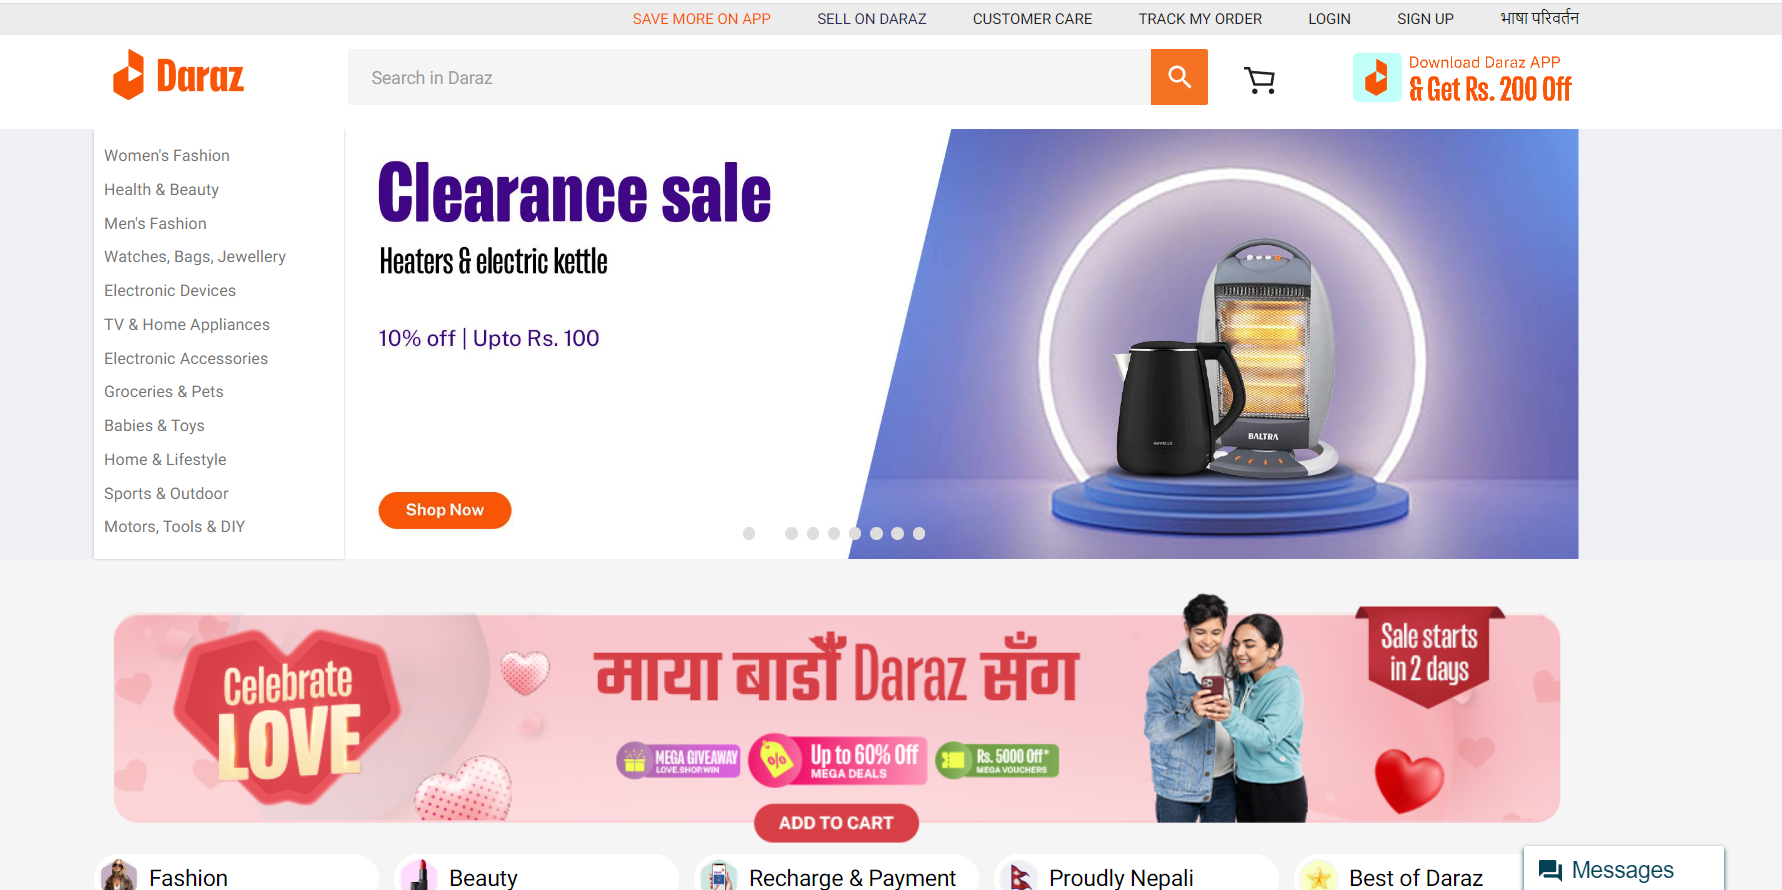 SAVE MORE ON APP
SELL ON DARAZ
CUSTOMER CARE
TRACK MY ORDER
LOGIN
SIGN UP
भाषा परिवर्तन
Daraz
Search in Daraz
Download Daraz APP
& Get Rs. 200 Off
Women's Fashion
Health & Beauty
Men's Fashion
Watches, Bags, Jewellery
Electronic Devices
TV & Home Appliances
Electronic Accessories
Groceries & Pets
Babies & Toys
Home & Lifestyle
Sports & Outdoor
Motors, Tools & DIY
Clearance sale
Heaters & electric kettle
10% off | Upto Rs. 100
Shop Now
BALTRA
HAVELLS
Celebrate
LOVE
माया बाडौँ Daraz सँग
MEGA GIVEAWAY
LOVE.SHOP.WIN
Up to 60% Off
MEGA DEALS
Rs. 5000 Off*
MEGA VOUCHERS
ADD TO CART
Sale starts
in 2 days
Fashion
Beauty
Recharge & Payment
Proudly Nepali
Best of Daraz
Messages